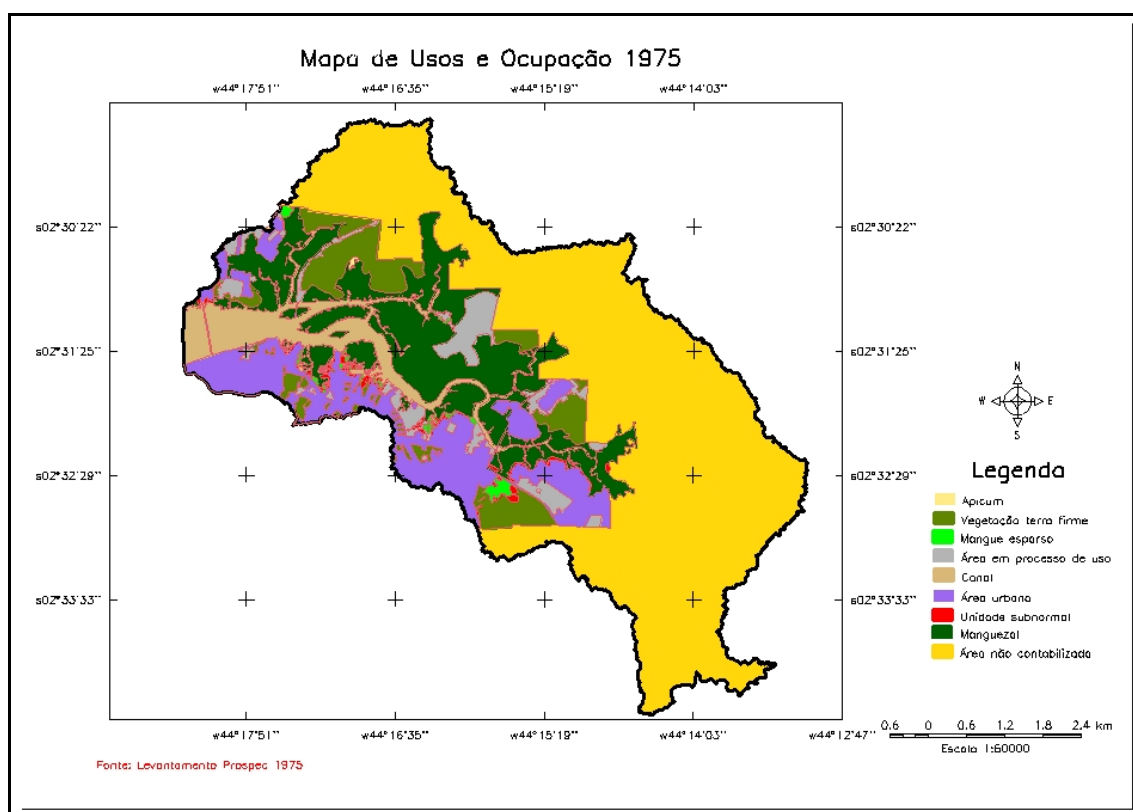 Mapa de Usos e Ocupação 1975
w44°17'51'' w44°16'35'' w44°15'19'' w44°14'03''
s02°30'22'' s02°30'22''
s02°31'25'' s02°31'25''
N
W E
S
s02°32'29'' s02°32'29''
Legenda
Apicum
Vegetação terra firme
Mangue esparso
Área em processo de uso
Canal
Área urbana
Unidade subnormal
Manguezal
Área não contabilizada
s02°33'33'' s02°33'33''
w44°17'51'' w44°16'35'' w44°15'19'' w44°14'03'' w44°12'47''
0.6 0 0.6 1.2 1.8 2.4 km
Escala 1:60000
Fonte: Levantamento Prospec 1975